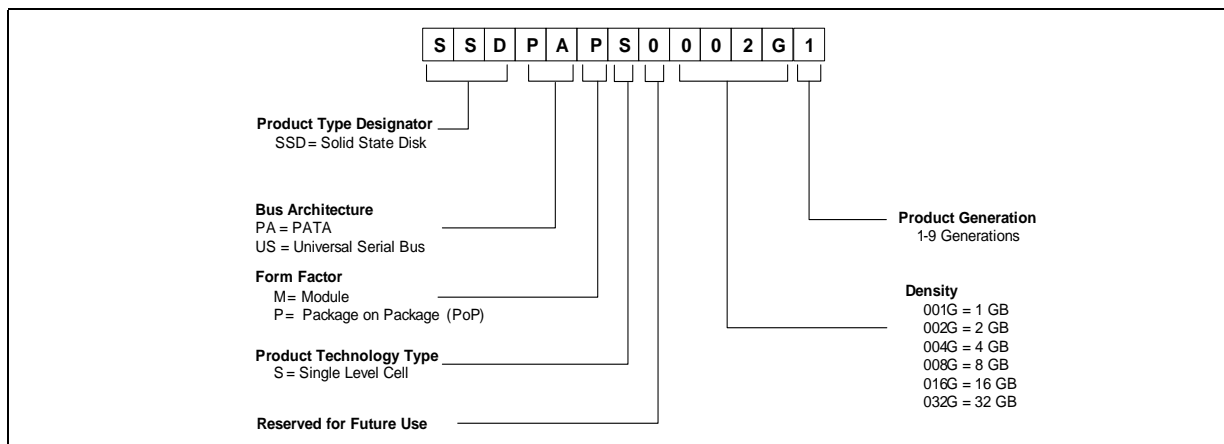 S S D P A P S 0 0 0 2 G 1
Product Type Designator
SSD = Solid State Disk
Bus Architecture
PA = PATA
US = Universal Serial Bus
Form Factor
M = Module
P = Package on Package (PoP)
Product Technology Type
S = Single Level Cell
Reserved for Future Use
Product Generation
1-9 Generations
Density
001G = 1 GB
002G = 2 GB
004G = 4 GB
008G = 8 GB
016G = 16 GB
032G = 32 GB